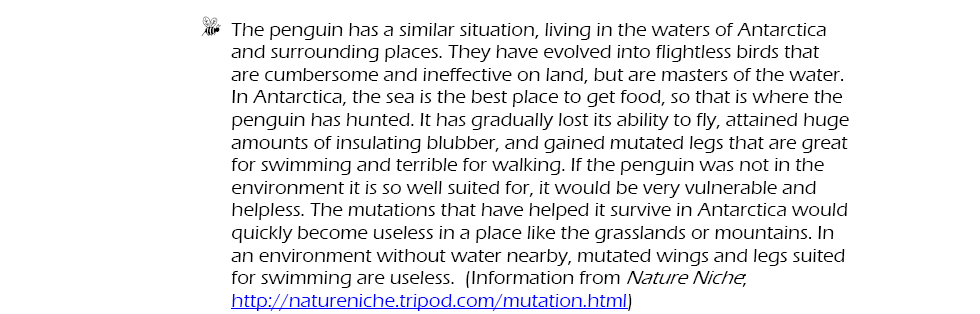 The penguin has a similar situation, living in the waters of Antarctica
and surrounding places. They have evolved into flightless birds that
are cumbersome and ineffective on land, but are masters of the water.
In Antarctica, the sea is the best place to get food, so that is where the
penguin has hunted. It has gradually lost its ability to fly, attained huge
amounts of insulating blubber, and gained mutated legs that are great
for swimming and terrible for walking. If the penguin was not in the
environment it is so well suited for, it would be very vulnerable and
helpless. The mutations that have helped it survive in Antarctica would
quickly become useless in a place like the grasslands or mountains. In
an environment without water nearby, mutated wings and legs suited
for swimming are useless.  (Information from Nature Niche;
http://natureniche.tripod.com/mutation.html)